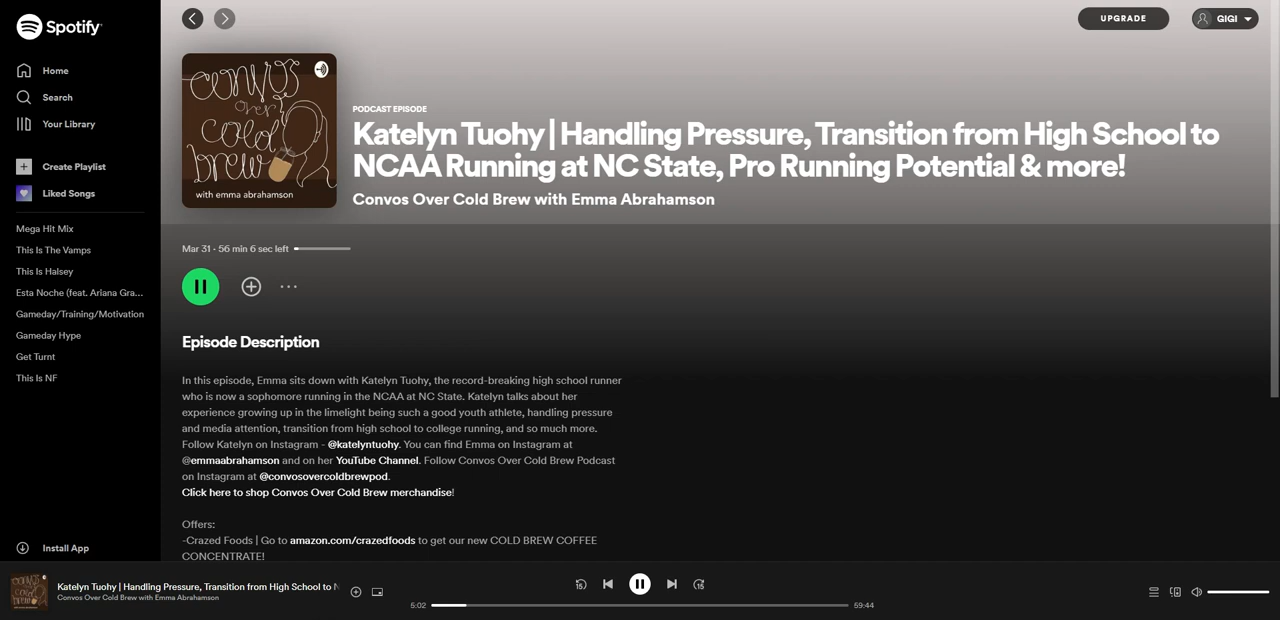 Spotify
Home
Search
Your Library
Create Playlist
Liked Songs
Mega Hit Mix
This Is The Vamps
This Is Halsey
Esta Noche (feat. Ariana Gra...
Gameday/Training/Motivation
Gameday Hype
Get Turnt
This Is NF
Install App
UPGRADE
GIGI
convos
over
cold
brew
with emma abrahamson
PODCAST EPISODE
Katelyn Tuohy | Handling Pressure, Transition from High School to
NCAA Running at NC State, Pro Running Potential & more!
Convos Over Cold Brew with Emma Abrahamson
Mar 31 · 56 min 6 sec left
Episode Description
In this episode, Emma sits down with Katelyn Tuohy, the record-breaking high school runner
who is now a sophomore running in the NCAA at NC State. Katelyn talks about her
experience growing up in the limelight being such a good youth athlete, handling pressure
and media attention, transition from high school to college running, and so much more.
Follow Katelyn on Instagram - @katelyntuohy. You can find Emma on Instagram at
@emmaabrahamson and on her YouTube Channel. Follow Convos Over Cold Brew Podcast
on Instagram at @convosovercoldbrewpod.
Click here to shop Convos Over Cold Brew merchandise!
Offers:
-Crazed Foods | Go to amazon.com/crazedfoods to get our new COLD BREW COFFEE
CONCENTRATE!
Katelyn Tuohy | Handling Pressure, Transition from High School to N
Convos Over Cold Brew with Emma Abrahamson
15
15
5:02
59:44